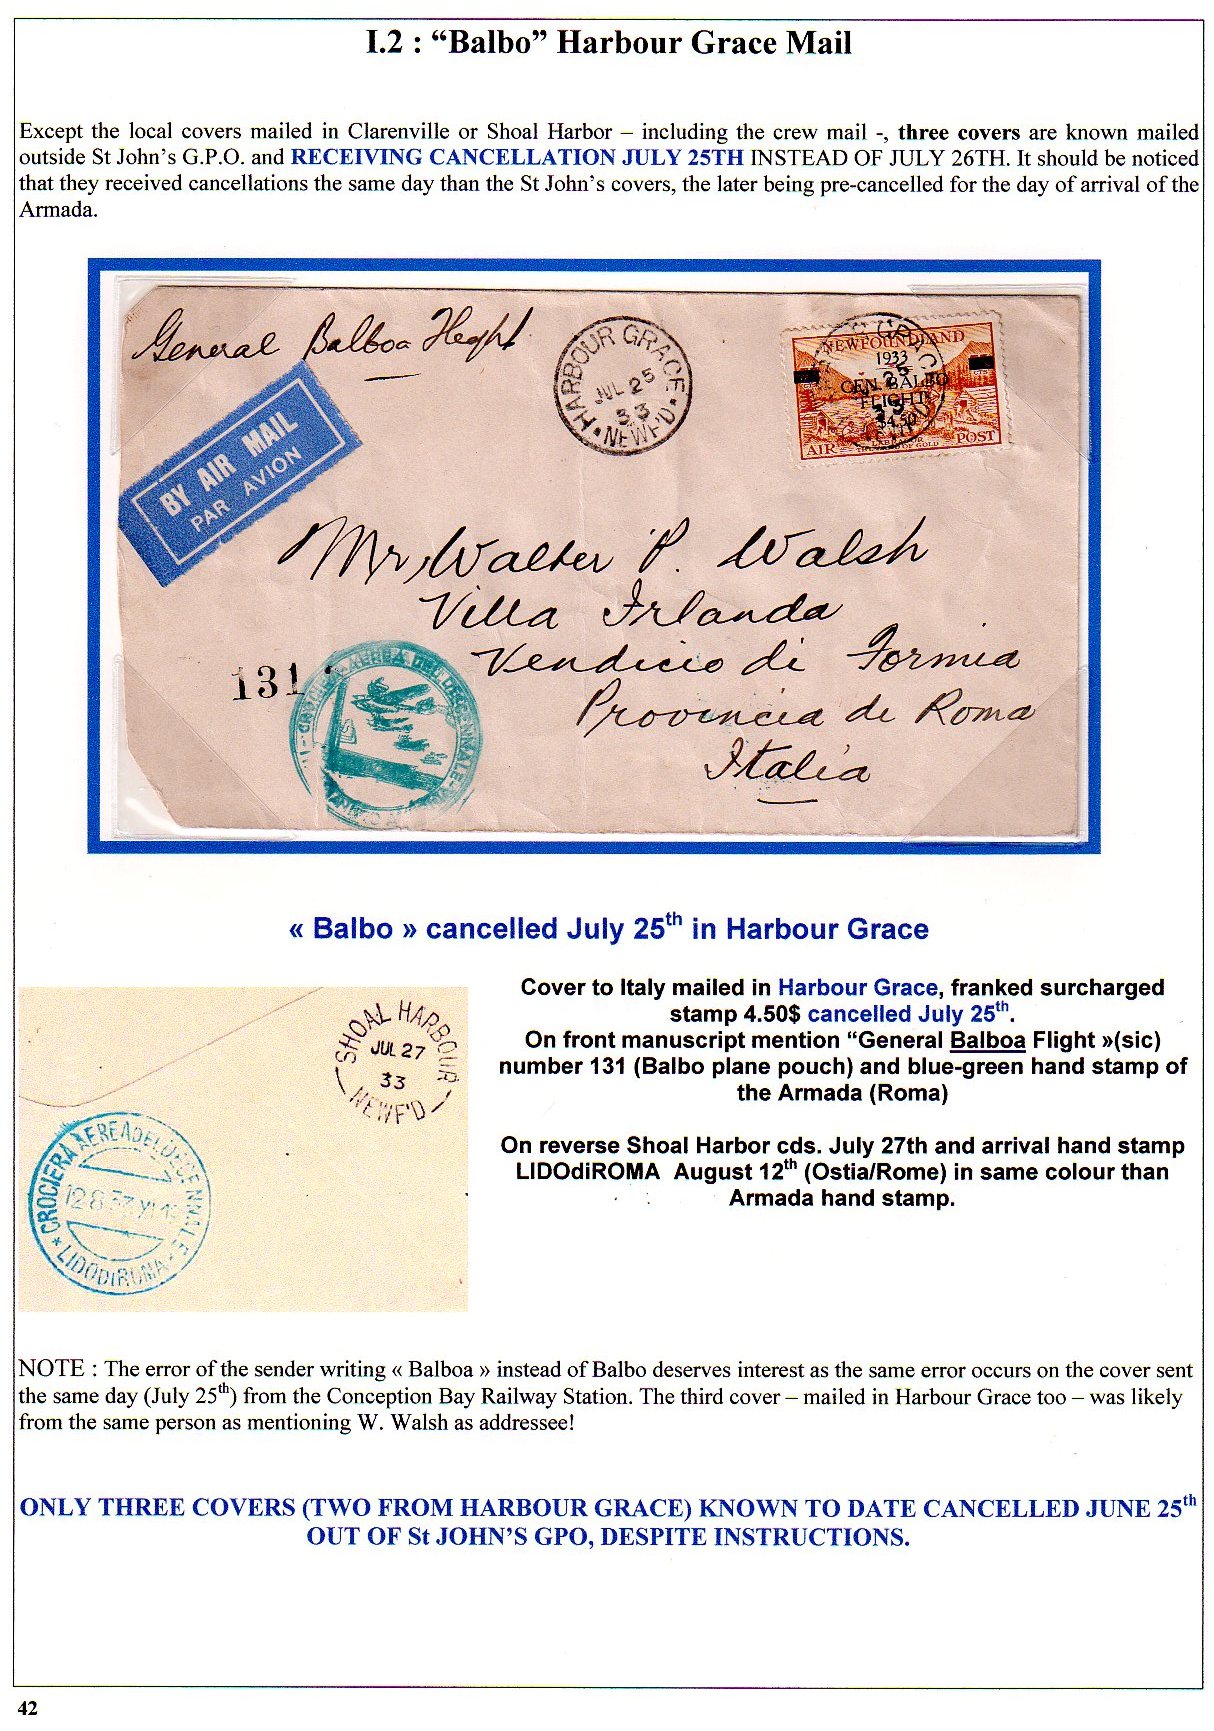 I.2 : “Balbo” Harbour Grace Mail
Except the local covers mailed in Clarenville or Shoal Harbor – including the crew mail -, three covers are known mailed
outside St John’s G.P.O. and RECEIVING CANCELLATION JULY 25TH INSTEAD OF JULY 26TH. It should be noticed
that they received cancellations the same day than the St John’s covers, the later being pre-cancelled for the day of arrival of the
Armada.
General Balboa Flight
HARBOUR GRACE
JUL 25
33
NEWF'D
NEWFOUNDLAND
1933
GEN. BALBO
FLIGHT
$4.50
LABRADOR
THE LAND OF GOLD
AIR POST
BY AIR MAIL
PAR AVION
Mr, Walter P. Walsh
Villa Irlanda
Vendicio di Formia
Provincia di Roma
Italia
131
CROCIERA AEREA DEL DECENNALE
« Balbo » cancelled July 25th in Harbour Grace
Cover to Italy mailed in Harbour Grace, franked surcharged
stamp 4.50$ cancelled July 25th.
On front manuscript mention “General Balboa Flight »(sic)
number 131 (Balbo plane pouch) and blue-green hand stamp of
the Armada (Roma)
On reverse Shoal Harbor cds. July 27th and arrival hand stamp
LIDOdiROMA August 12th (Ostia/Rome) in same colour than
Armada hand stamp.
SHOAL HARBOUR
JUL 27
33
NEWF'D
CROCIERA AEREA DEL DECENNALE
12 8 33
LIDODIROMA
NOTE : The error of the sender writing « Balboa » instead of Balbo deserves interest as the same error occurs on the cover sent
the same day (July 25th) from the Conception Bay Railway Station. The third cover – mailed in Harbour Grace too – was likely
from the same person as mentioning W. Walsh as addressee!
ONLY THREE COVERS (TWO FROM HARBOUR GRACE) KNOWN TO DATE CANCELLED JUNE 25th
OUT OF St JOHN’S GPO, DESPITE INSTRUCTIONS.
42